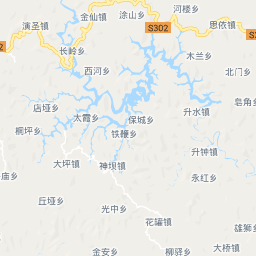 演圣镇
金仙镇
涂山乡
河楼乡
S302
思依镇
长岭乡
木兰乡
西河乡
北门乡
店垭乡
皂角乡
太霞乡
保城乡
升水镇
桐坪乡
铁鞭乡
大坪镇
神坝镇
升钟镇
庙乡
永红乡
丘垭乡
光中乡
花罐镇
雄狮乡
金安乡
柳驿乡
大桥镇